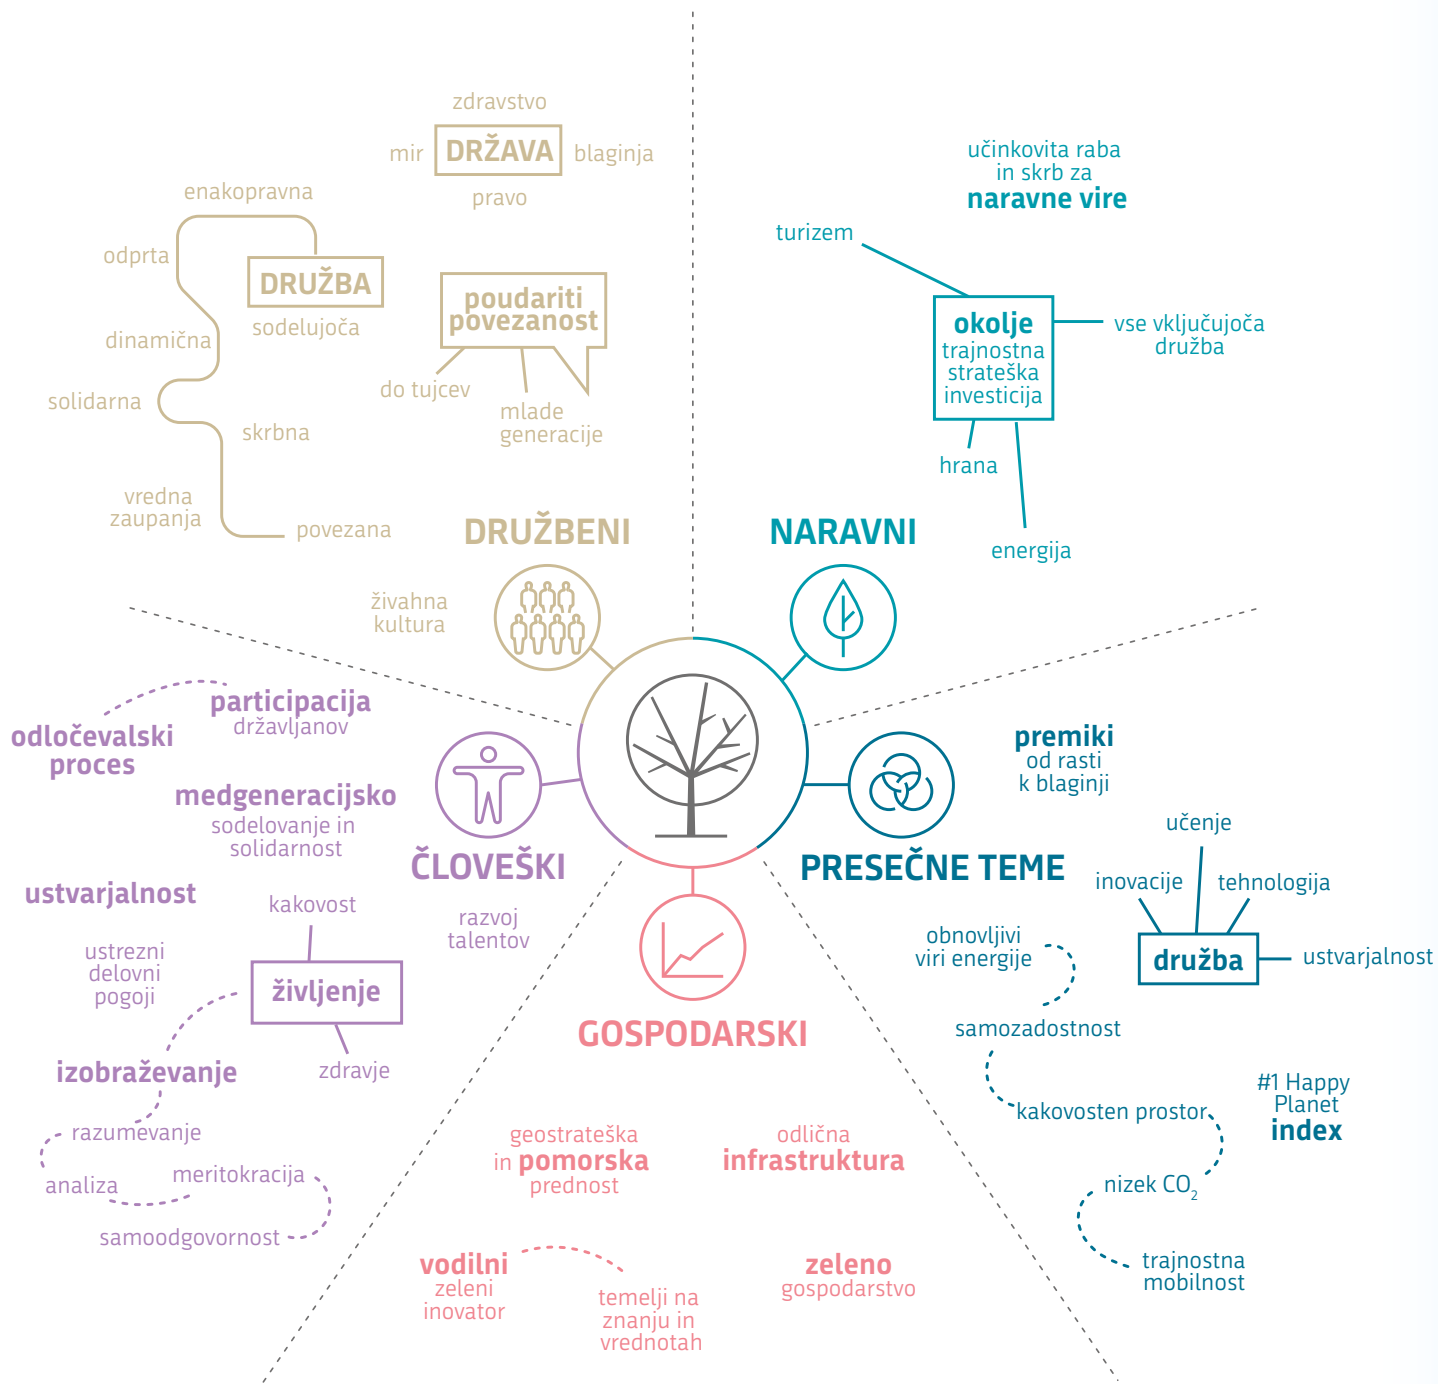 zdravstvo
mir
DRŽAVA
blaginja
pravo
enakopravna
odprta
DRUŽBA
sodelujoča
dinamična
solidarna
skrbna
vredna
zaupanja
povezana
poudariti
povezanost
do tujcev
mlade
generacije
DRUŽBENI
živahna
kultura
učinkovita raba
in skrb za
naravne vire
turizem
okolje
trajnostna
strateška
investicija
vse vključujoča
družba
hrana
energija
NARAVNI
participacija
državljanov
odločevalski
proces
medgeneracijsko
sodelovanje in
solidarnost
ČLOVEŠKI
ustvarjalnost
kakovost
razvoj
talentov
ustrezni
delovni
pogoji
življenje
izobraževanje
zdravje
razumevanje
analiza
meritokracija
samoodgovornost
premiki
od rasti
k blaginji
PRESEČNE TEME
učenje
inovacije
tehnologija
družba
ustvarjalnost
obnovljivi
viri energije
samozadostnost
kakovosten prostor
#1 Happy
Planet
index
nizek CO₂
trajnostna
mobilnost
GOSPODARSKI
geostrateška
in pomorska
prednost
odlična
infrastruktura
vodilni
zeleni
inovator
temelji na
znanju in
vrednotah
zeleno
gospodarstvo